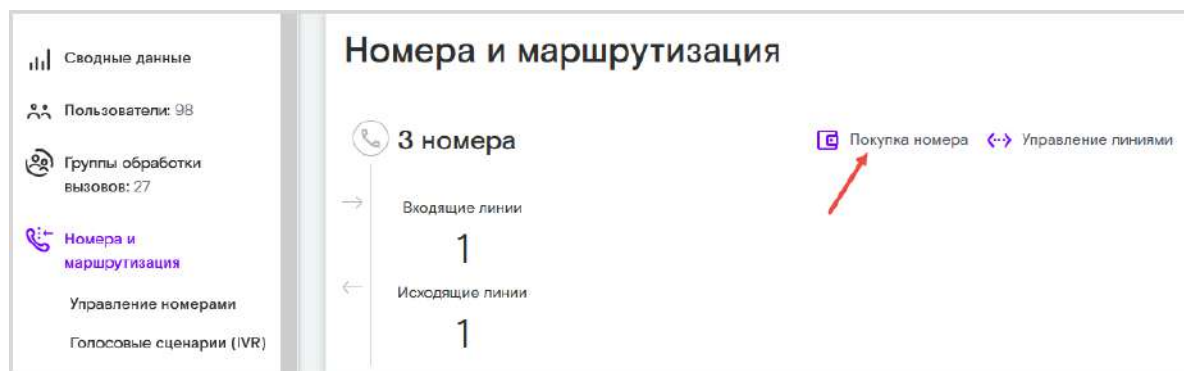 Сводные данные
Пользователи: 98
Группы обработки
вызовов: 27
Номера и
маршрутизация
Управление номерами
Голосовые сценарии (IVR)
Номера и маршрутизация
3 номера
Покупка номера
Управление линиями
Входящие линии
1
Исходящие линии
1